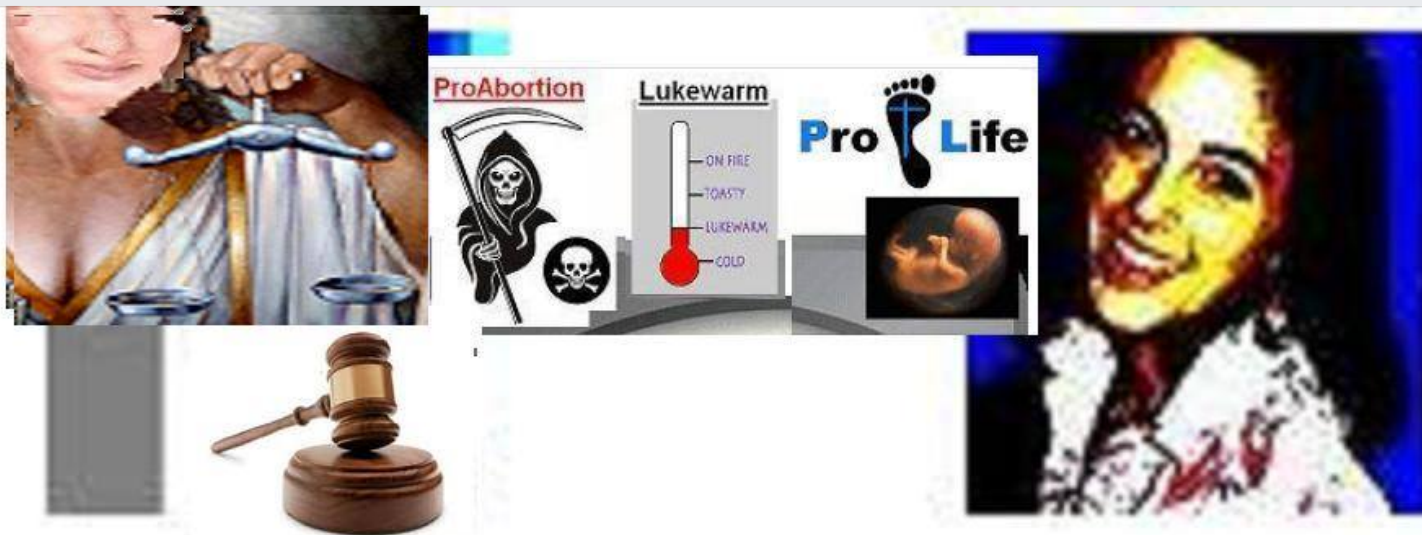 ProAbortion
Lukewarm
ON FIRE
TOASTY
LUKEWARM
COLD
Pro Life